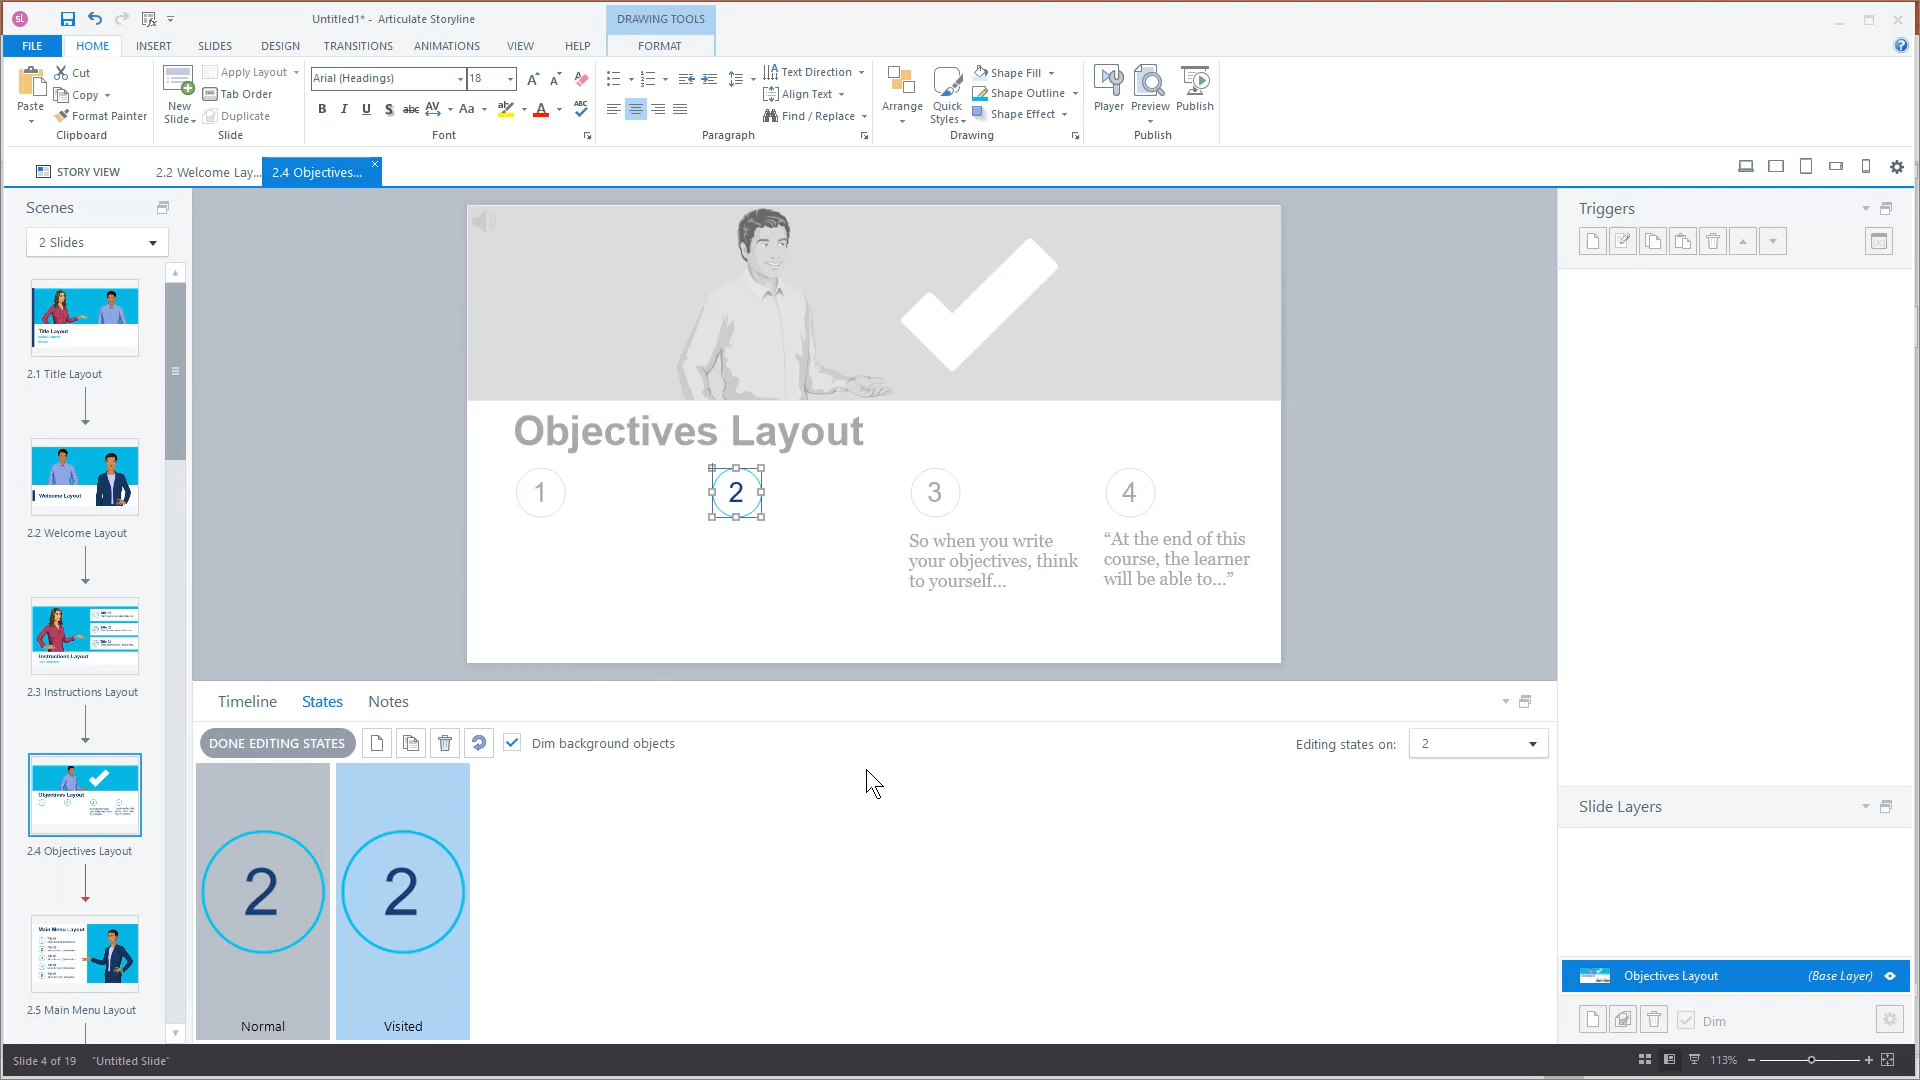 sl
Untitled1* - Articulate Storyline
DRAWING TOOLS
FILE
HOME
INSERT
SLIDES
DESIGN
TRANSITIONS
ANIMATIONS
VIEW
HELP
FORMAT
Paste
Cut
Copy
Format Painter
Clipboard
New
Slide
Apply Layout
Tab Order
Duplicate
Slide
Arial (Headings)
18
B I U S abc AV Aa A ABC
Font
Text Direction
Align Text
Find / Replace
Paragraph
Arrange
Quick
Styles
Shape Fill
Shape Outline
Shape Effect
Drawing
Player
Preview
Publish
Publish
STORY VIEW
2.2 Welcome Lay...
2.4 Objectives...
Scenes
2 Slides
Title Layout
2.1 Title Layout
Welcome Layout
2.2 Welcome Layout
Instructions Layout
2.3 Instructions Layout
Objectives Layout
2.4 Objectives Layout
Main Menu Layout
2.5 Main Menu Layout
Objectives Layout
1
2
3
4
So when you write
your objectives, think
to yourself...
“At the end of this
course, the learner
will be able to...”
Timeline
States
Notes
DONE EDITING STATES
Dim background objects
Editing states on:
2
2
Normal
2
Visited
Triggers
Slide Layers
Objectives Layout
(Base Layer)
Dim
Slide 4 of 19
"Untitled Slide"
113%